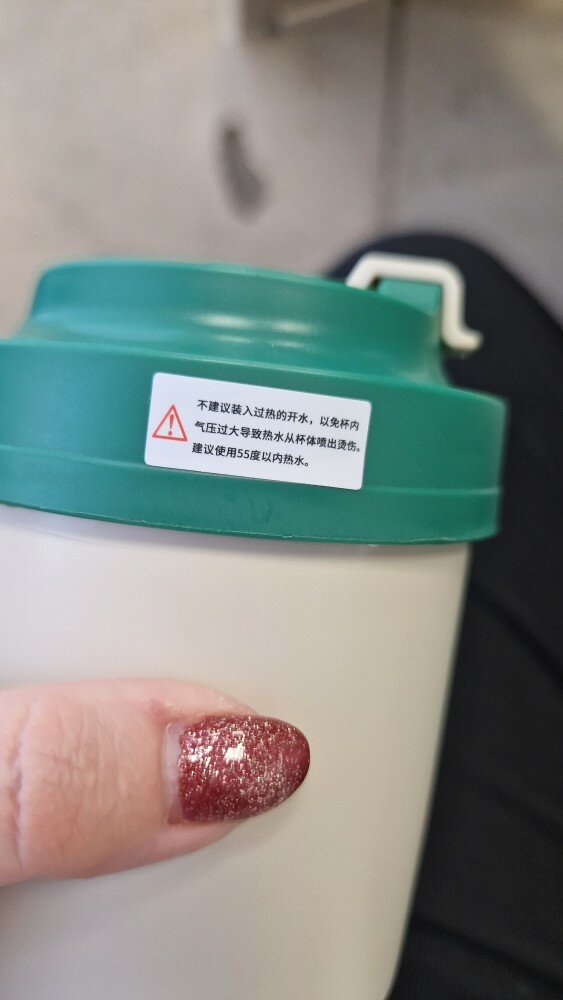 不建议装入过热的开水，以免杯内
气压过大导致热水从杯体喷出烫伤。
建议使用55度以内热水。